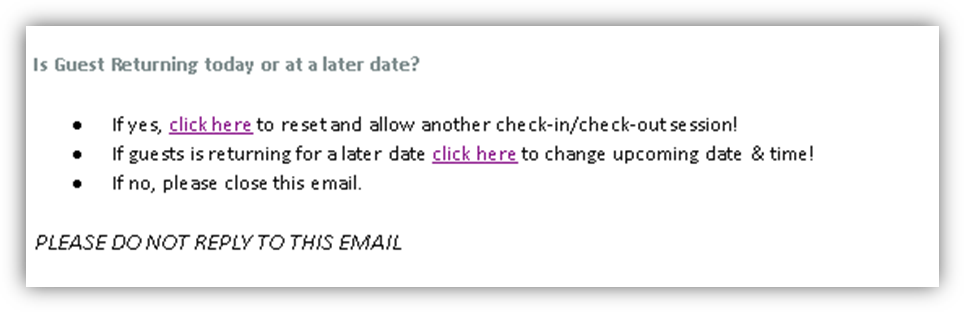 Is Guest Returning today or at a later date?
• If yes, click here to reset and allow another check-in/check-out session!
• If guests is returning for a later date click here to change upcoming date & time!
• If no, please close this email.
PLEASE DO NOT REPLY TO THIS EMAIL